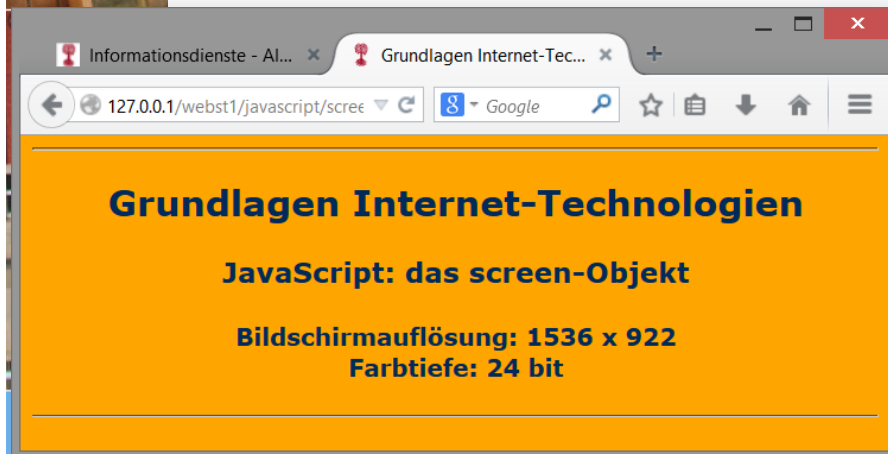 Informationsdienste - Al...
Grundlagen Internet-Tec...
127.0.0.1/webst1/javascript/scree
8 Google
Grundlagen Internet-Technologien
JavaScript: das screen-Objekt
Bildschirmauflösung: 1536 x 922
Farbtiefe: 24 bit